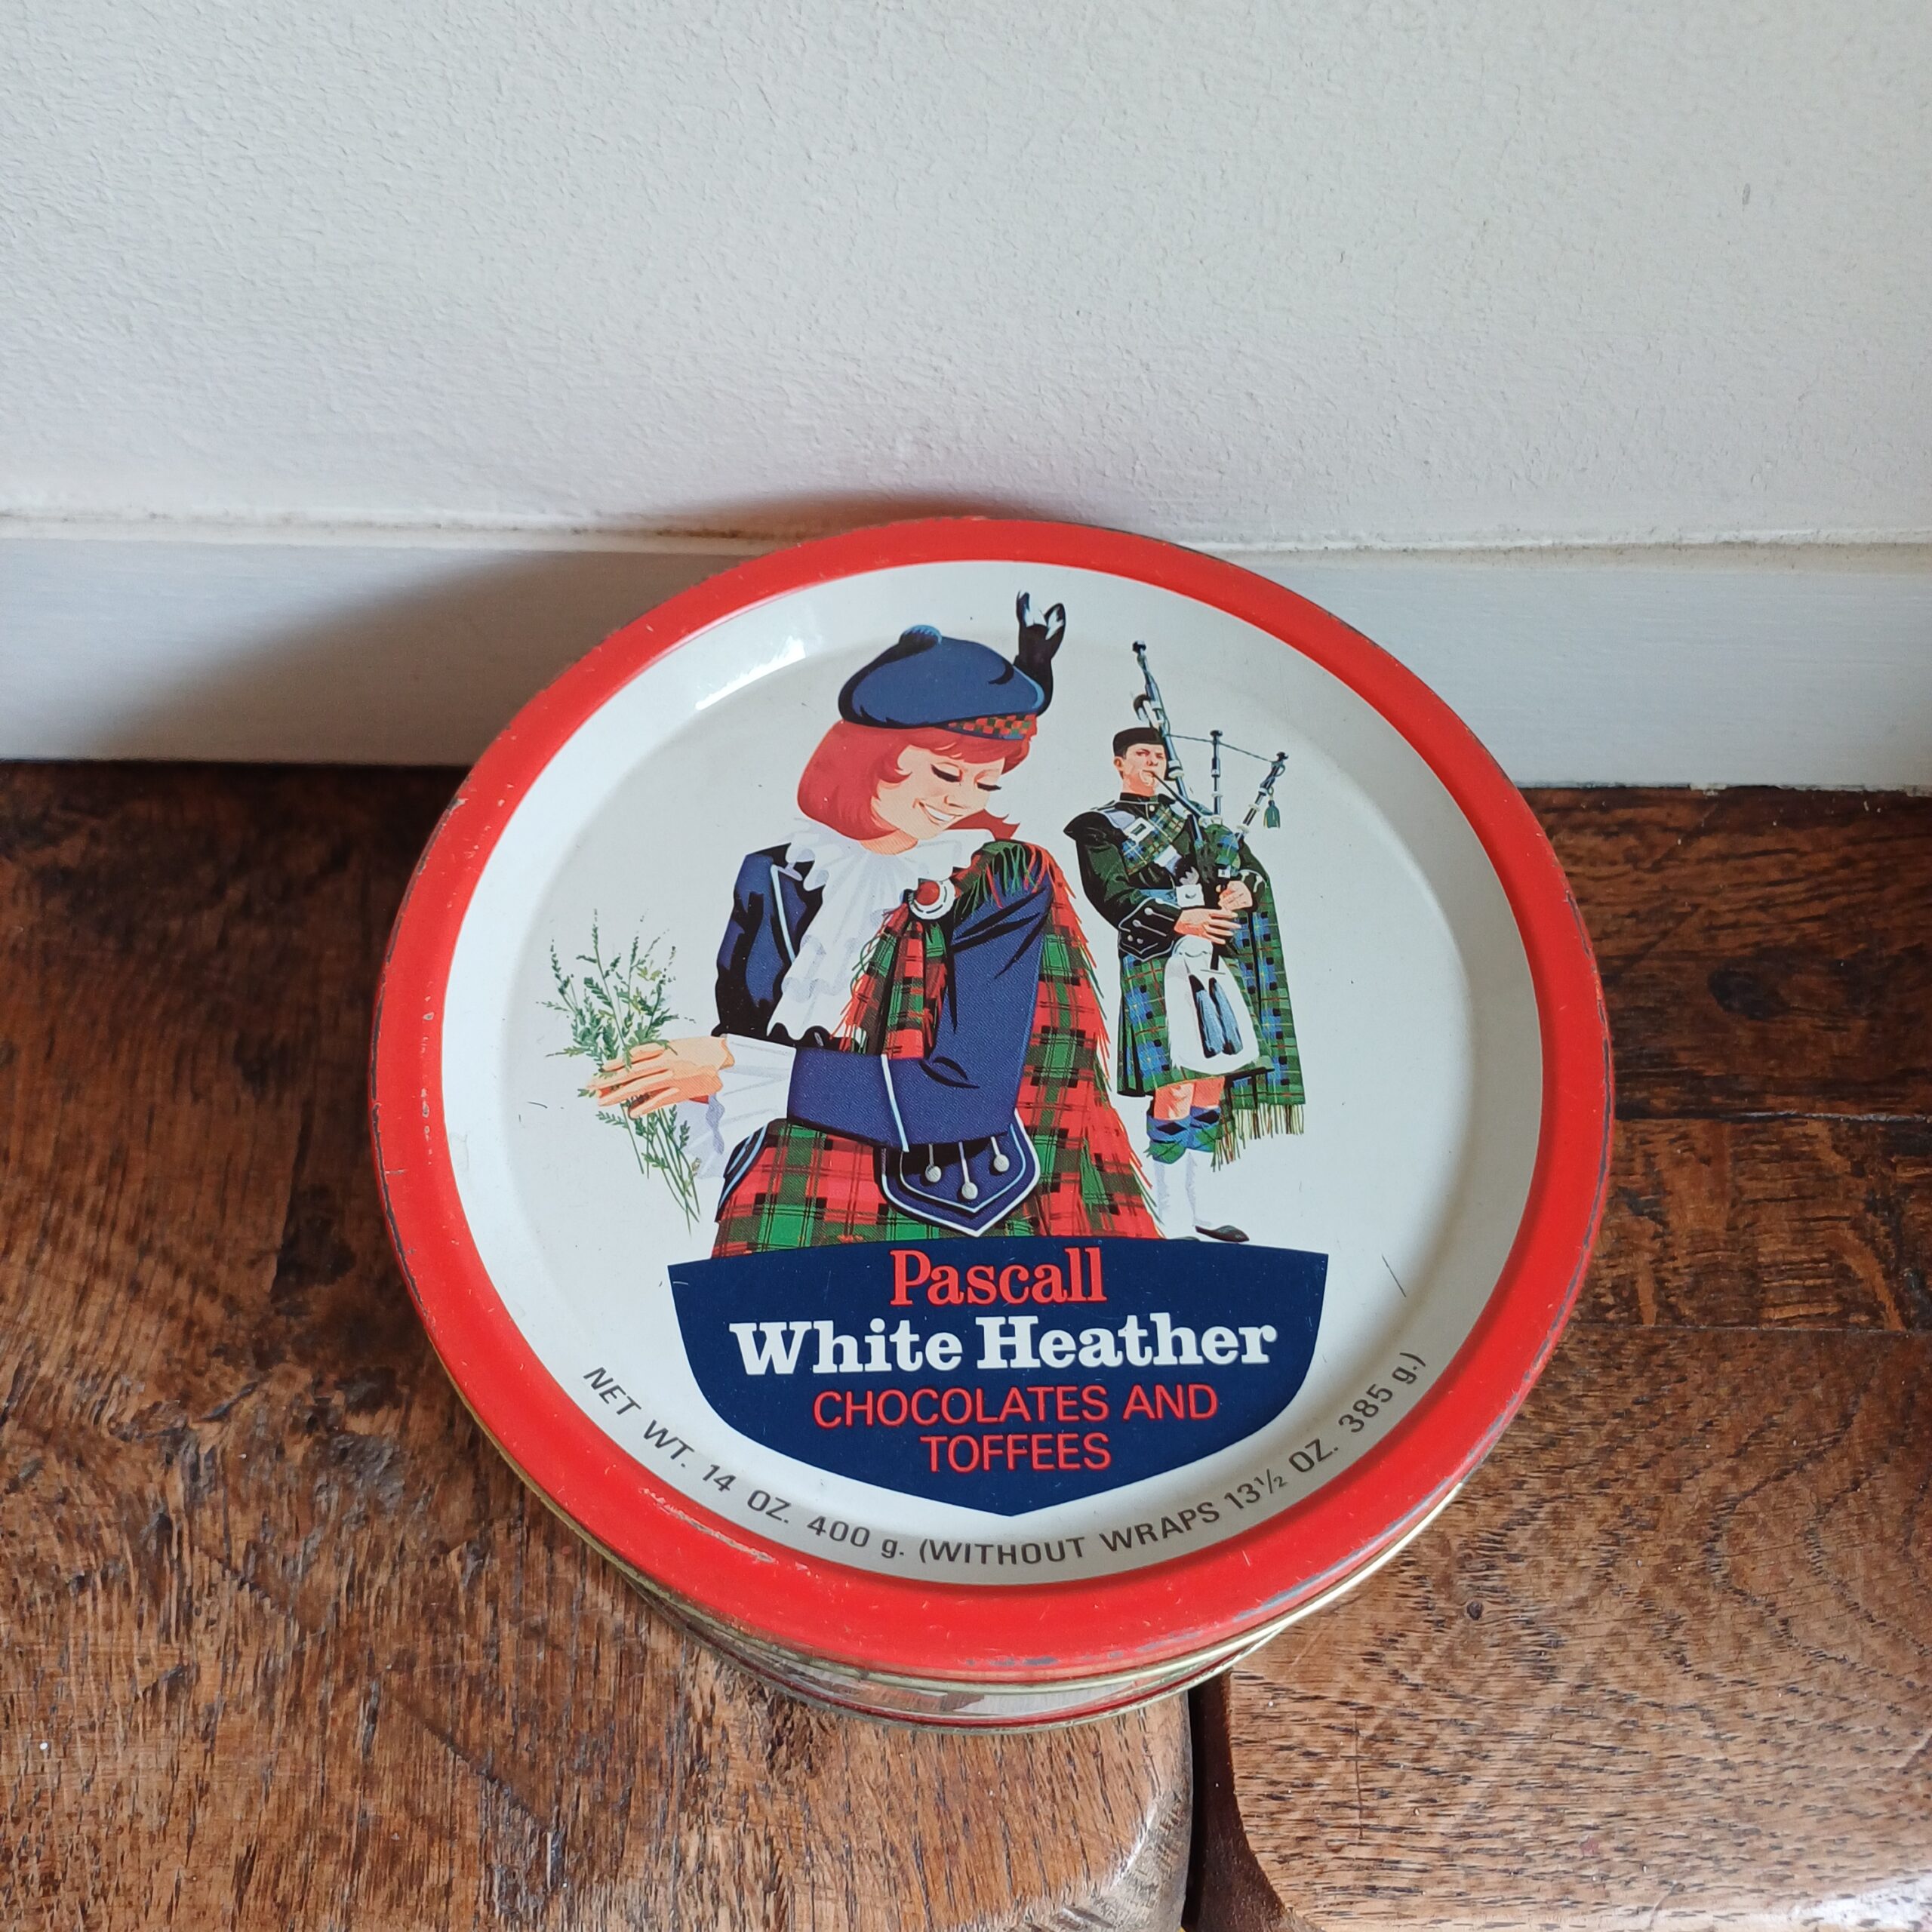 Pascall
White Heather
CHOCOLATES AND
TOFFEES
NET WT. 14 OZ. 400 g. (WITHOUT WRAPS 13½ OZ. 385 g.)